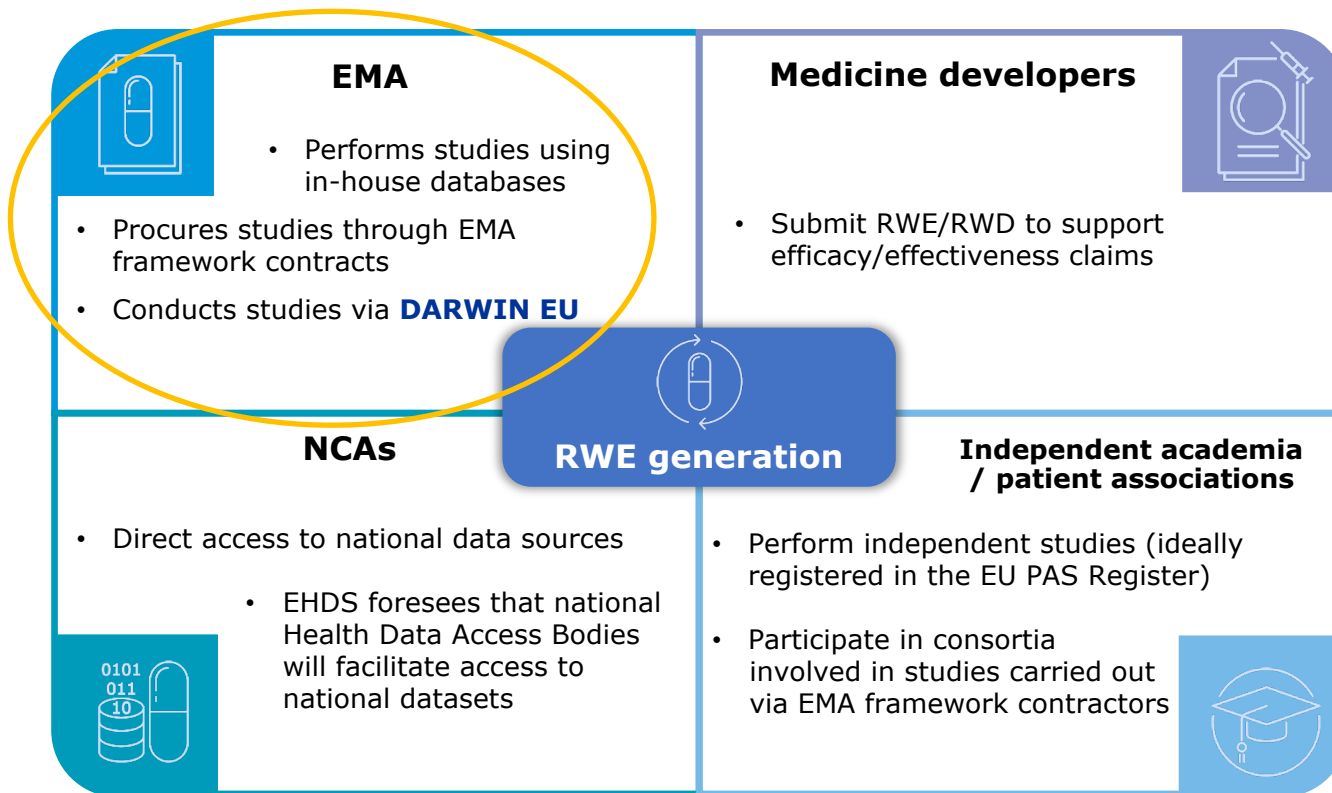 EMA
• Performs studies using
in-house databases
• Procures studies through EMA
framework contracts
• Conducts studies via DARWIN EU
Medicine developers
• Submit RWE/RWD to support
efficacy/effectiveness claims
RWE generation
NCAs
• Direct access to national data sources
• EHDS foresees that national
Health Data Access Bodies
will facilitate access to
national datasets
0101
011
10
Independent academia
/ patient associations
• Perform independent studies (ideally
registered in the EU PAS Register)
• Participate in consortia
involved in studies carried out
via EMA framework contractors